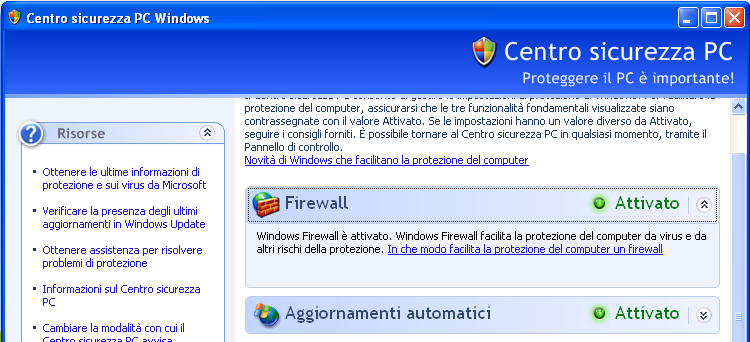 Centro sicurezza PC Windows
Centro sicurezza PC
Proteggere il PC è importante!
Risorse
Ottenere le ultime informazioni di
protezione e sui virus da Microsoft
Verificare la presenza degli ultimi
aggiornamenti in Windows Update
Ottenere assistenza per risolvere
problemi di protezione
Informazioni sul Centro sicurezza
PC
Cambiare la modalità con cui il
Centro sicurezza PC avvisa
protezione del computer, assicurarsi che le tre funzionalità fondamentali visualizzate siano
contrassegnate con il valore Attivato. Se le impostazioni hanno un valore diverso da Attivato,
seguire i consigli forniti. È possibile tornare al Centro sicurezza PC in qualsiasi momento, tramite il
Pannello di controllo.
Novità di Windows che facilitano la protezione del computer
Firewall Attivato
Windows Firewall è attivato. Windows Firewall facilita la protezione del computer da virus e da
altri rischi della protezione. In che modo facilita la protezione del computer un firewall
Aggiornamenti automatici Attivato